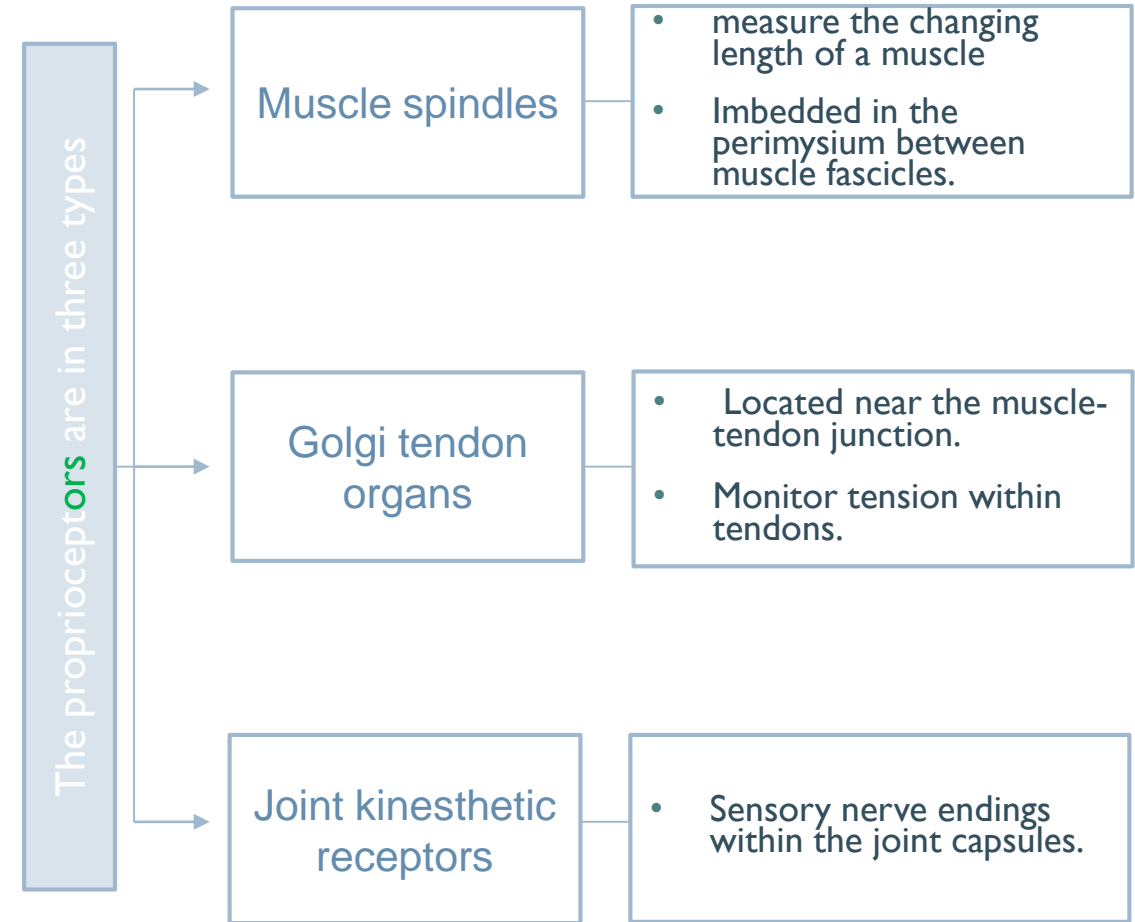 The proprioceptors are in three types
Muscle spindles
• measure the changing
length of a muscle
• Imbedded in the
perimysium between
muscle fascicles.
Golgi tendon
organs
• Located near the muscle-
tendon junction.
• Monitor tension within
tendons.
Joint kinesthetic
receptors
• Sensory nerve endings
within the joint capsules.